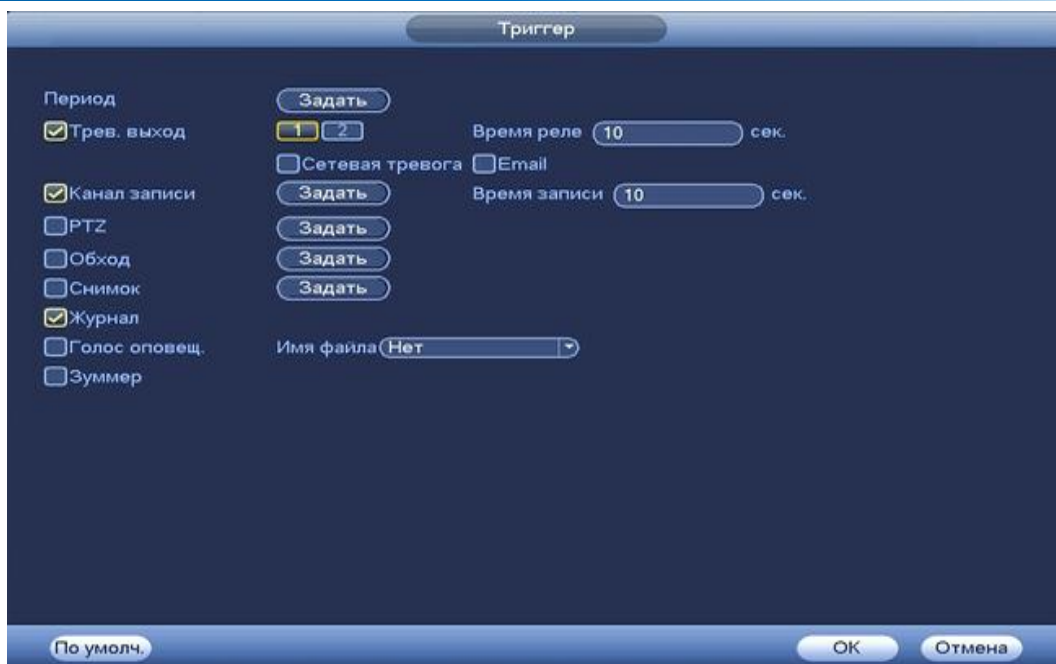 Триггер
Период Задать
Трев. выход 1 2 Время реле 10 сек.
Сетевая тревога Email
Канал записи Задать Время записи 10 сек.
PTZ Задать
Обход Задать
Снимок Задать
Журнал
Голос оповещ. Имя файла Нет
Зуммер
По умолч. OK Отмена